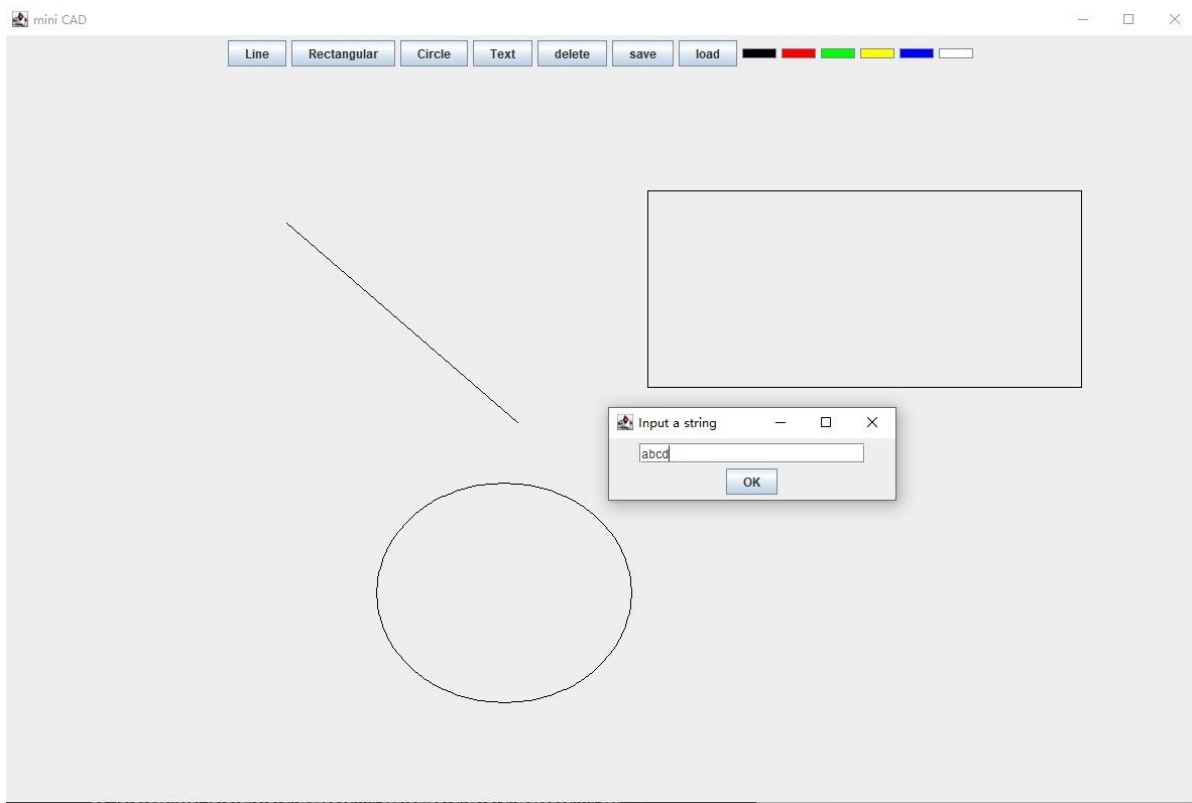 mini CAD
Line Rectangular Circle Text delete save load
Input a string
abcd
OK